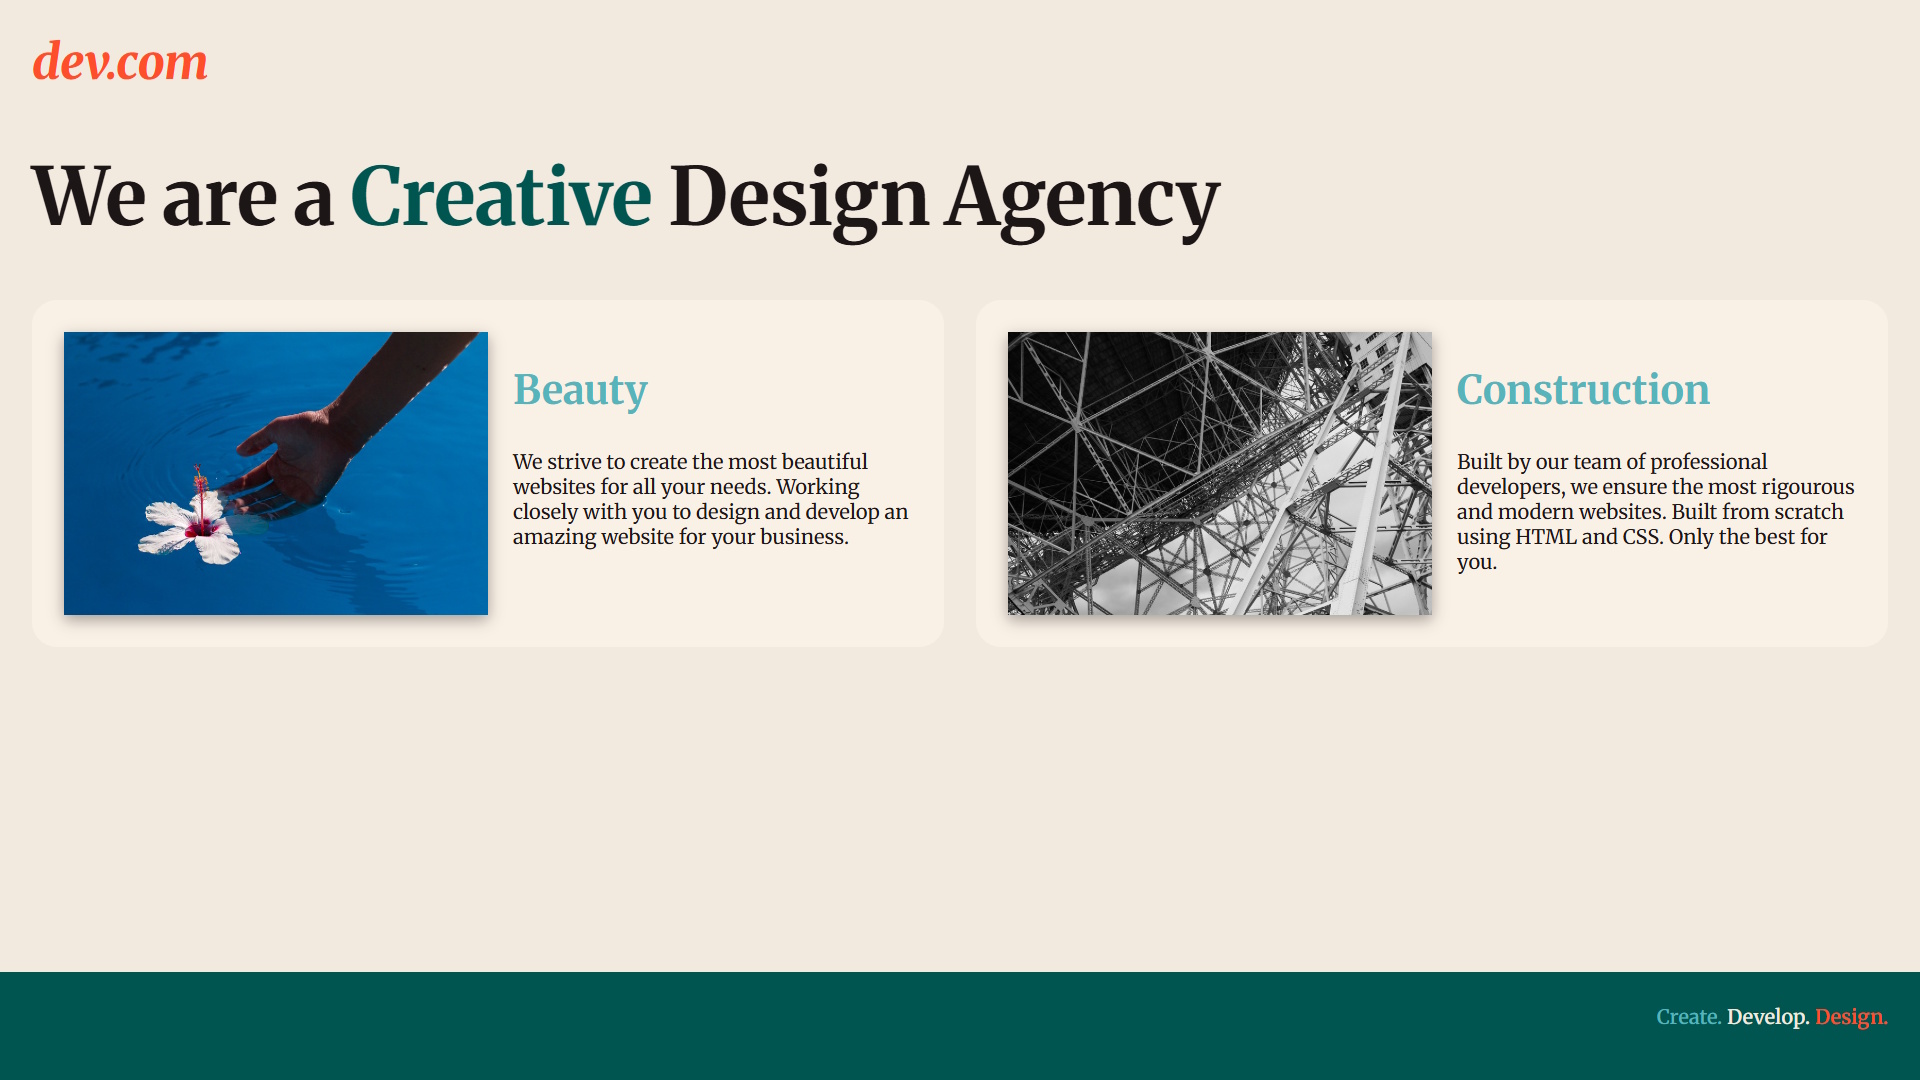 dev.com
We are a Creative Design Agency
Beauty
We strive to create the most beautiful
websites for all your needs. Working
closely with you to design and develop an
amazing website for your business.
Construction
Built by our team of professional
developers, we ensure the most rigourous
and modern websites. Built from scratch
using HTML and CSS. Only the best for
you.
Create. Develop. Design.